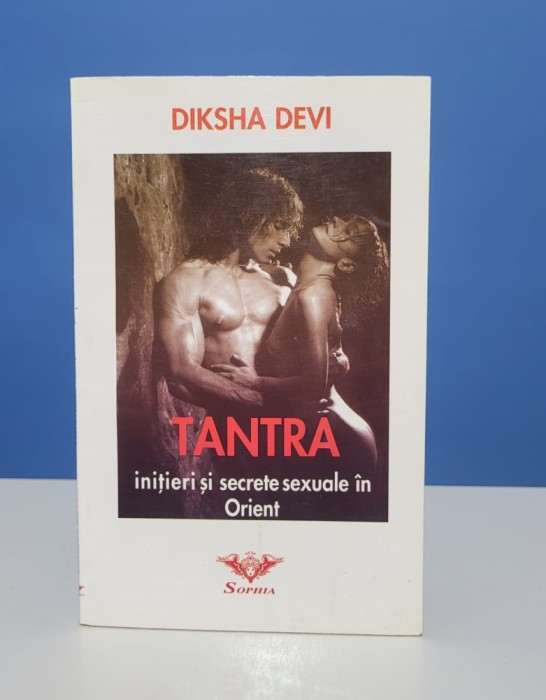 DIKSHA DEVI
TANTRA
inițieri și secrete sexuale în
Orient
SOPHIA